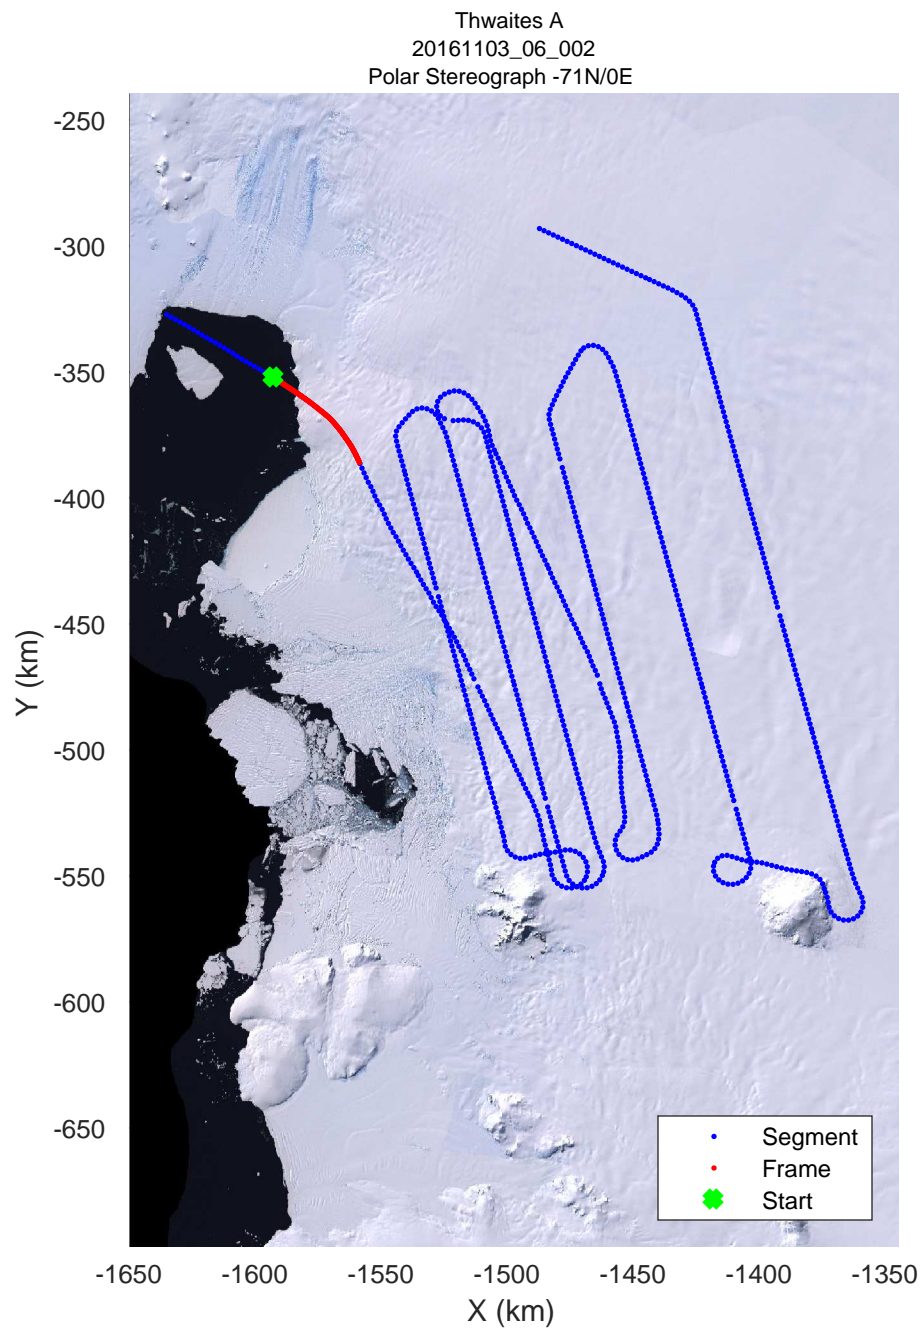 Thwaites A
20161103_06_002
Polar Stereograph -71N/0E
-250
-300
-350
-400
-450
-500
-550
-600
-650
Y (km)
Segment
Frame
Start
-1650 -1600 -1550 -1500 -1450 -1400 -1350
X (km)